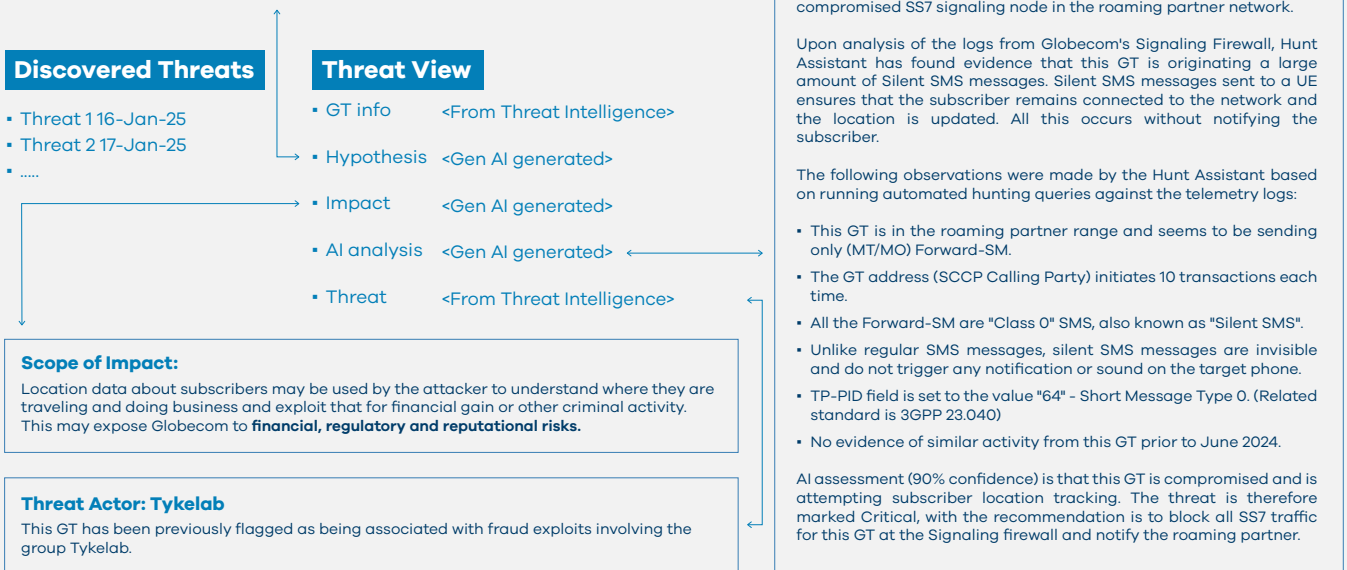 Discovered Threats
▪ Threat 1 16-Jan-25
▪ Threat 2 17-Jan-25
▪ .....
Threat View
▪ GT info <From Threat Intelligence>
▪ Hypothesis <Gen AI generated>
▪ Impact <Gen AI generated>
▪ AI analysis <Gen AI generated>
▪ Threat <From Threat Intelligence>
Scope of Impact:
Location data about subscribers may be used by the attacker to understand where they are
traveling and doing business and exploit that for financial gain or other criminal activity.
This may expose Globecom to financial, regulatory and reputational risks.
Threat Actor: Tykelab
This GT has been previously flagged as being associated with fraud exploits involving the
group Tykelab.
compromised SS7 signaling node in the roaming partner network.
Upon analysis of the logs from Globecom's Signaling Firewall, Hunt
Assistant has found evidence that this GT is originating a large
amount of Silent SMS messages. Silent SMS messages sent to a UE
ensures that the subscriber remains connected to the network and
the location is updated. All this occurs without notifying the
subscriber.
The following observations were made by the Hunt Assistant based
on running automated hunting queries against the telemetry logs:
▪ This GT is in the roaming partner range and seems to be sending
only (MT/MO) Forward-SM.
▪ The GT address (SCCP Calling Party) initiates 10 transactions each
time.
▪ All the Forward-SM are "Class 0" SMS, also known as "Silent SMS".
▪ Unlike regular SMS messages, silent SMS messages are invisible
and do not trigger any notification or sound on the target phone.
▪ TP-PID field is set to the value "64" - Short Message Type 0. (Related
standard is 3GPP 23.040)
▪ No evidence of similar activity from this GT prior to June 2024.
AI assessment (90% confidence) is that this GT is compromised and is
attempting subscriber location tracking. The threat is therefore
marked Critical, with the recommendation is to block all SS7 traffic
for this GT at the Signaling firewall and notify the roaming partner.